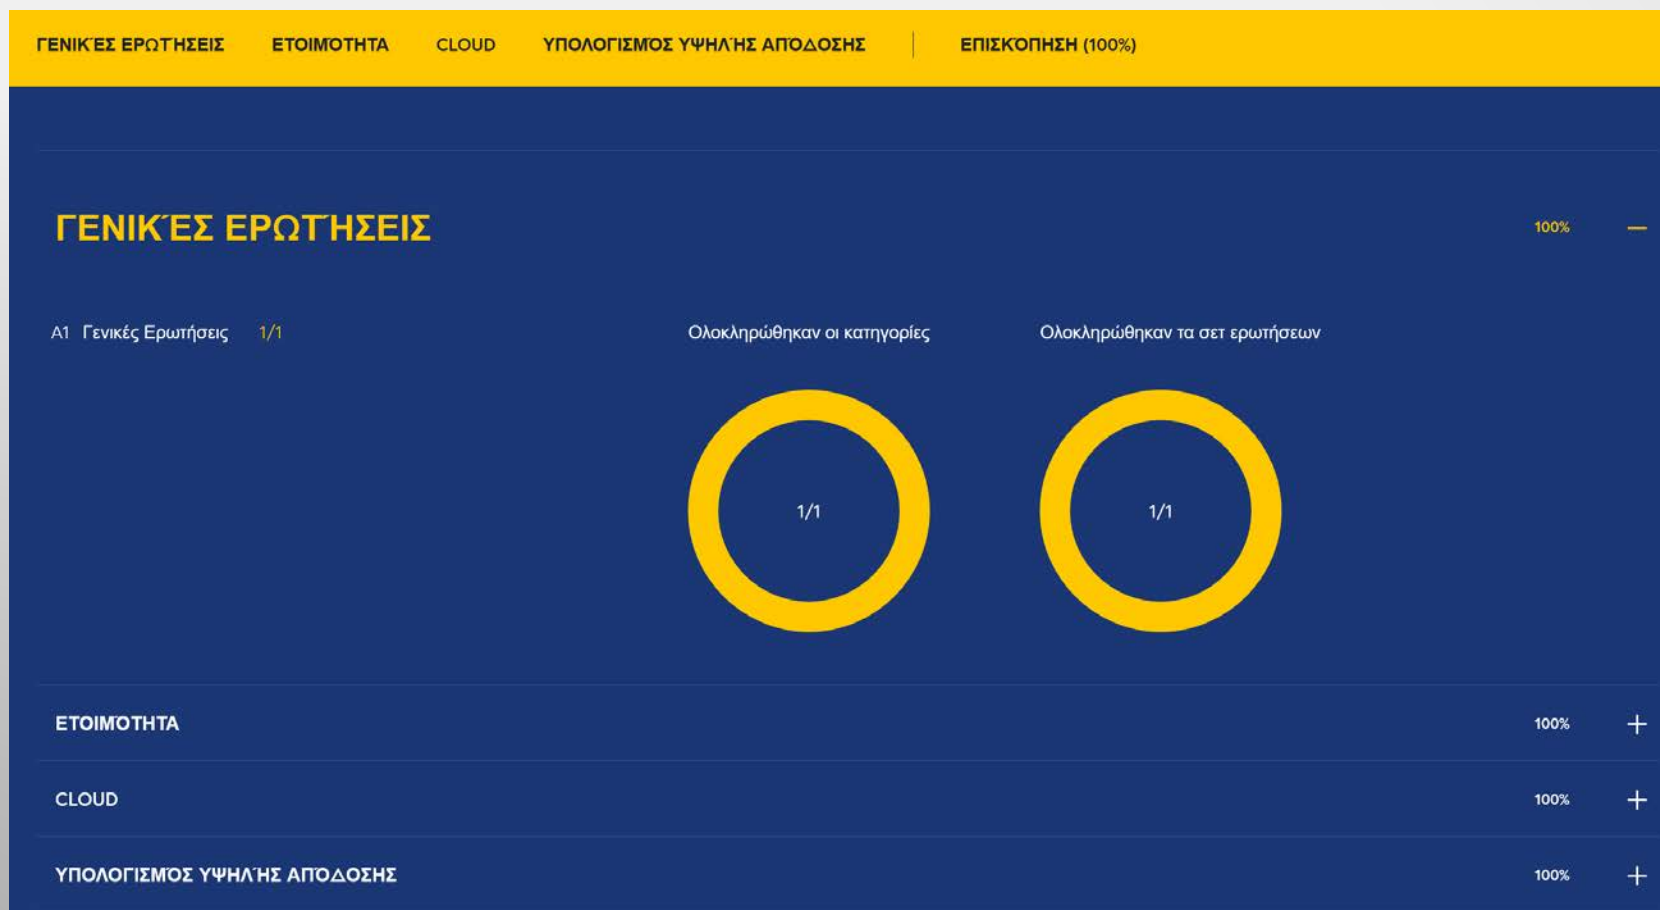 ΓΕΝΙΚΈΣ ΕΡΩΤΉΣΕΙΣ ΕΤΟΙΜΌΤΗΤΑ CLOUD ΥΠΟΛΟΓΙΣΜΌΣ ΥΨΗΛΉΣ ΑΠΌΔΟΣΗΣ ΕΠΙΣΚΌΠΗΣΗ (100%)
ΓΕΝΙΚΈΣ ΕΡΩΤΉΣΕΙΣ 100%
A1 Γενικές Ερωτήσεις 1/1 Ολοκληρώθηκαν οι κατηγορίες Ολοκληρώθηκαν τα σετ ερωτήσεων
1/1 1/1
ΕΤΟΙΜΌΤΗΤΑ 100%
CLOUD 100%
ΥΠΟΛΟΓΙΣΜΌΣ ΥΨΗΛΉΣ ΑΠΌΔΟΣΗΣ 100%